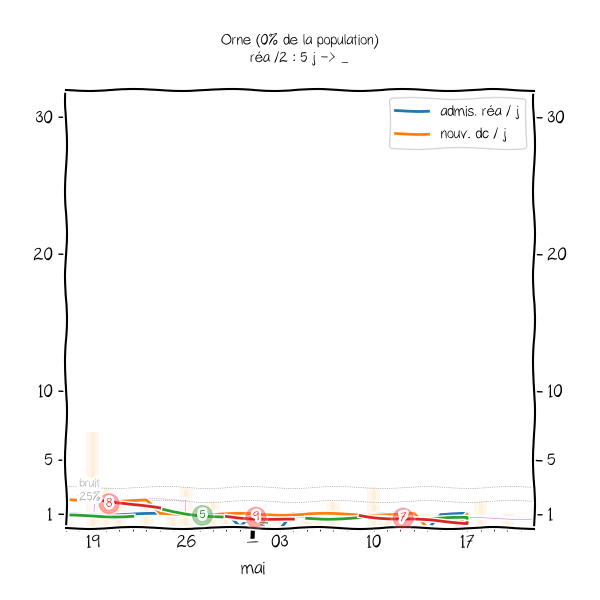 Orne (0% de la population)
réa /2 : 5 j -> _
admis. réa / j
nouv. dc / j
30 30
20 20
10 10
5 5
bruit
25%
8
5
9
7
1 1
19 26 1 03 10 17
mai